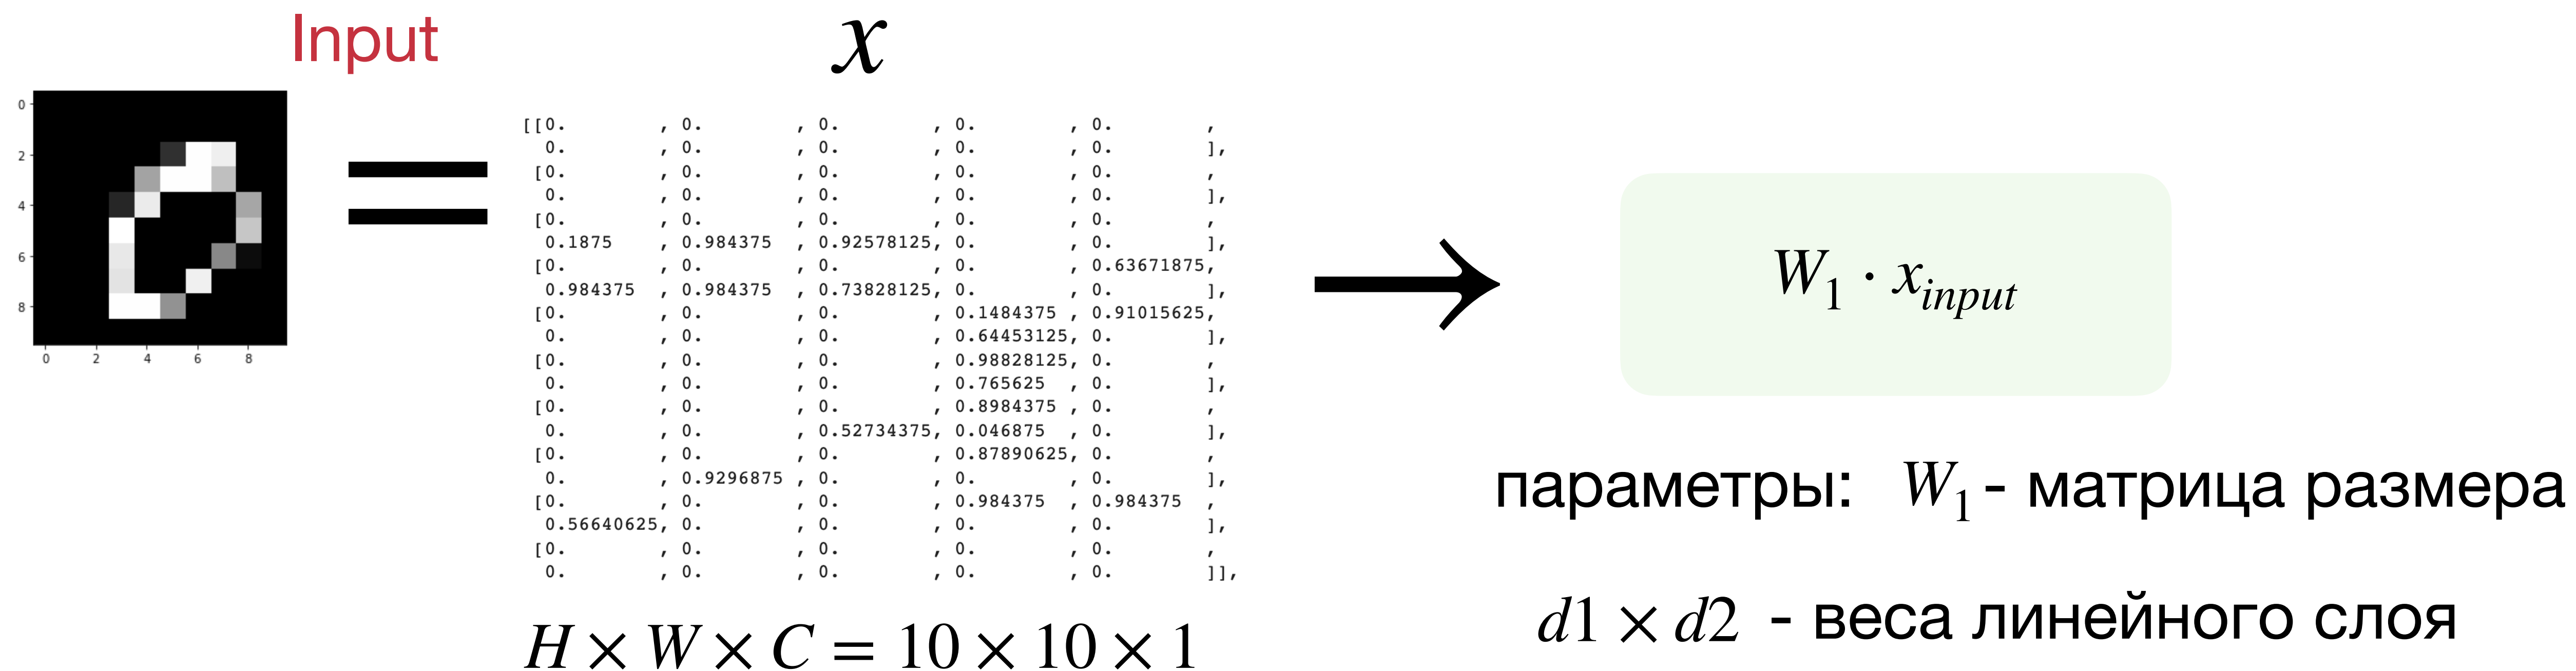 Input
x
0
2
4
6
8
0 2 4 6 8
[[0. , 0. , 0. , 0. , 0. ,
0. , 0. , 0. , 0. , 0. ],
[0. , 0. , 0. , 0. , 0. ,
0. , 0. , 0. , 0. , 0. ],
[0. , 0. , 0. , 0. , 0. ,
0.1875 , 0.984375 , 0.92578125, 0. , 0. ],
[0. , 0. , 0. , 0. , 0.63671875,
0.984375 , 0.984375 , 0.73828125, 0. , 0. ],
[0. , 0. , 0. , 0.1484375 , 0.91015625,
0. , 0. , 0. , 0.64453125, 0. ],
[0. , 0. , 0. , 0.98828125, 0. ,
0. , 0. , 0. , 0.765625 , 0. ],
[0. , 0. , 0. , 0.8984375 , 0. ,
0. , 0. , 0.52734375, 0.046875 , 0. ],
[0. , 0. , 0. , 0.87890625, 0. ,
0. , 0.9296875 , 0. , 0. , 0. ],
[0. , 0. , 0. , 0.984375 , 0.984375 ,
0.56640625, 0. , 0. , 0. , 0. ],
[0. , 0. , 0. , 0. , 0. ,
0. , 0. , 0. , 0. , 0. ]],
H × W × C = 10 × 10 × 1
=
→
W₁ · x_input
параметры: W₁ - матрица размера
d1 × d2 - веса линейного слоя